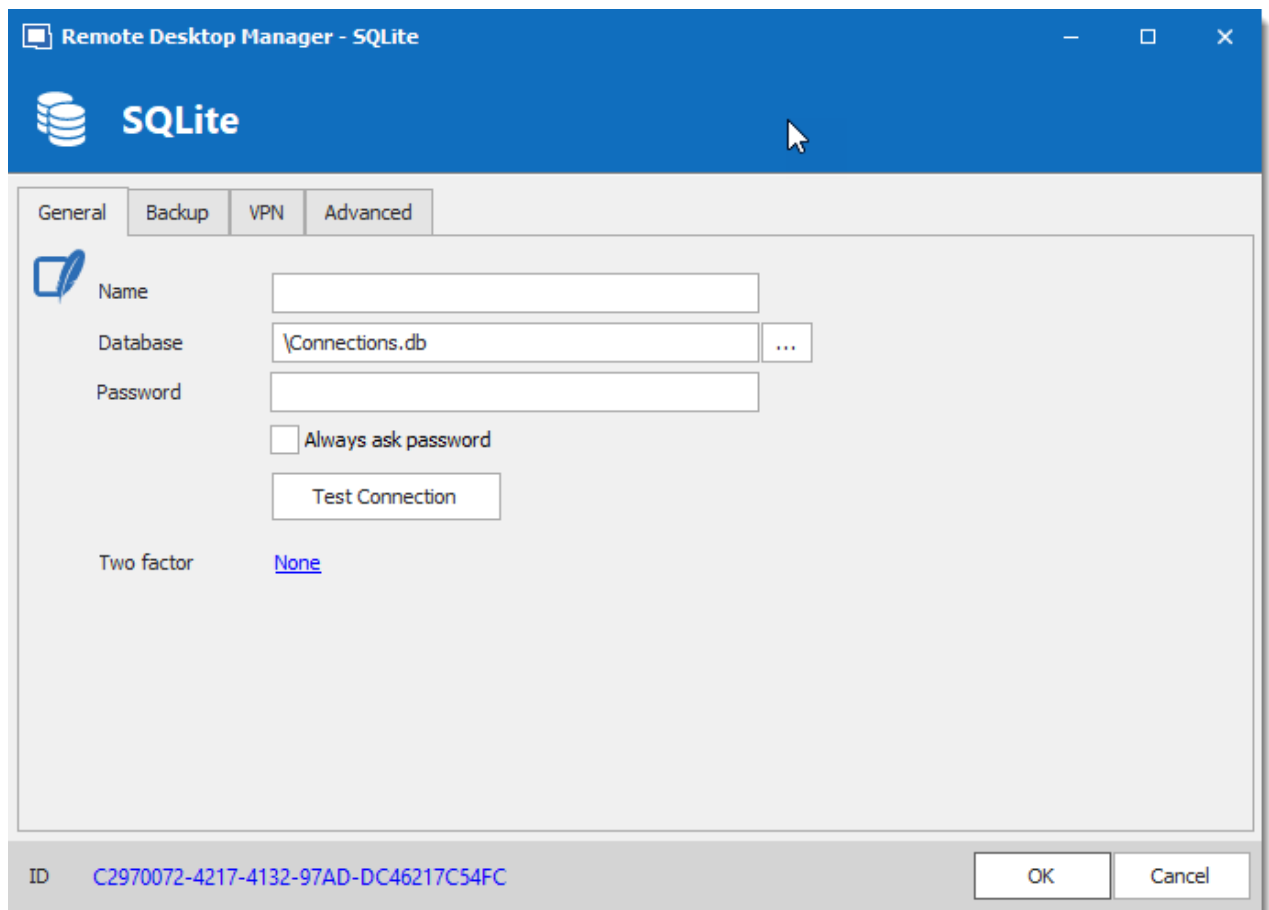 Remote Desktop Manager - SQLite
SQLite
General Backup VPN Advanced
Name
Database \Connections.db ...
Password
Always ask password
Test Connection
Two factor None
ID C2970072-4217-4132-97AD-DC46217C54FC OK Cancel